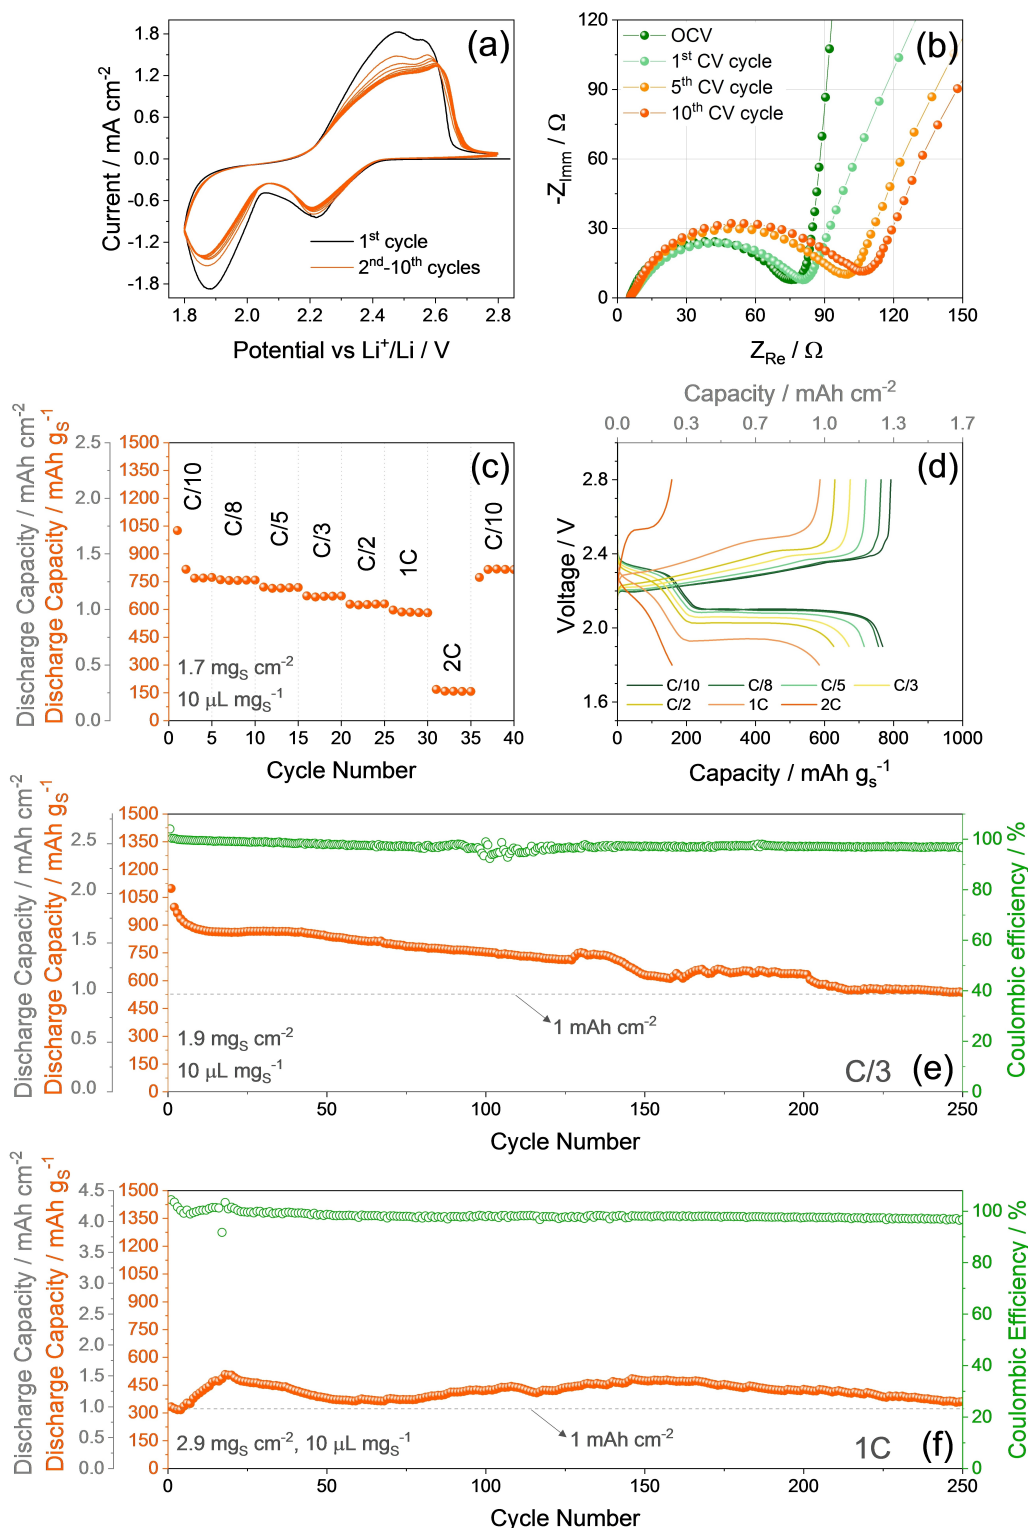 (a)
Current / mA cm⁻²
1.8
1.2
0.6
0.0
-0.6
-1.2
-1.8
1ˢᵗ cycle
2ⁿᵈ-10ᵗʰ cycles
1.8 2.0 2.2 2.4 2.6 2.8
Potential vs Li⁺/Li / V
(b)
-Z_Imm / Ω
120
90
60
30
0
OCV
1ˢᵗ CV cycle
5ᵗʰ CV cycle
10ᵗʰ CV cycle
0 30 60 90 120 150
Z_Re / Ω
(c)
Discharge Capacity / mAh cm⁻²
2.5
2.0
1.5
1.0
0.5
0.0
Discharge Capacity / mAh g_S⁻¹
1500
1350
1200
1050
900
750
600
450
300
150
0
C/10 C/8 C/5 C/3 C/2 1C 2C C/10
1.7 mg_S cm⁻²
10 μL mg_S⁻¹
0 5 10 15 20 25 30 35 40
Cycle Number
(d)
Capacity / mAh cm⁻²
0.0 0.3 0.7 1.0 1.3 1.7
Voltage / V
2.8
2.4
2.0
1.6
C/10 C/8 C/5 C/3
C/2 1C 2C
0 200 400 600 800 1000
Capacity / mAh g_s⁻¹
Discharge Capacity / mAh cm⁻²
2.5
2.0
1.5
1.0
0.5
0.0
Discharge Capacity / mAh g_S⁻¹
1500
1350
1200
1050
900
750
600
450
300
150
0
1 mAh cm⁻²
1.9 mg_S cm⁻²
10 μL mg_S⁻¹
C/3 (e)
100
80
60
40
20
0
Coulombic efficiency / %
0 50 100 150 200 250
Cycle Number
Discharge Capacity / mAh cm⁻²
4.5
4.0
3.5
3.0
2.5
2.0
1.5
1.0
0.5
0.0
Discharge Capacity / mAh g_S⁻¹
1500
1350
1200
1050
900
750
600
450
300
150
0
1 mAh cm⁻²
2.9 mg_S cm⁻², 10 μL mg_S⁻¹
1C (f)
100
80
60
40
20
0
Coulombic Efficiency / %
0 50 100 150 200 250
Cycle Number